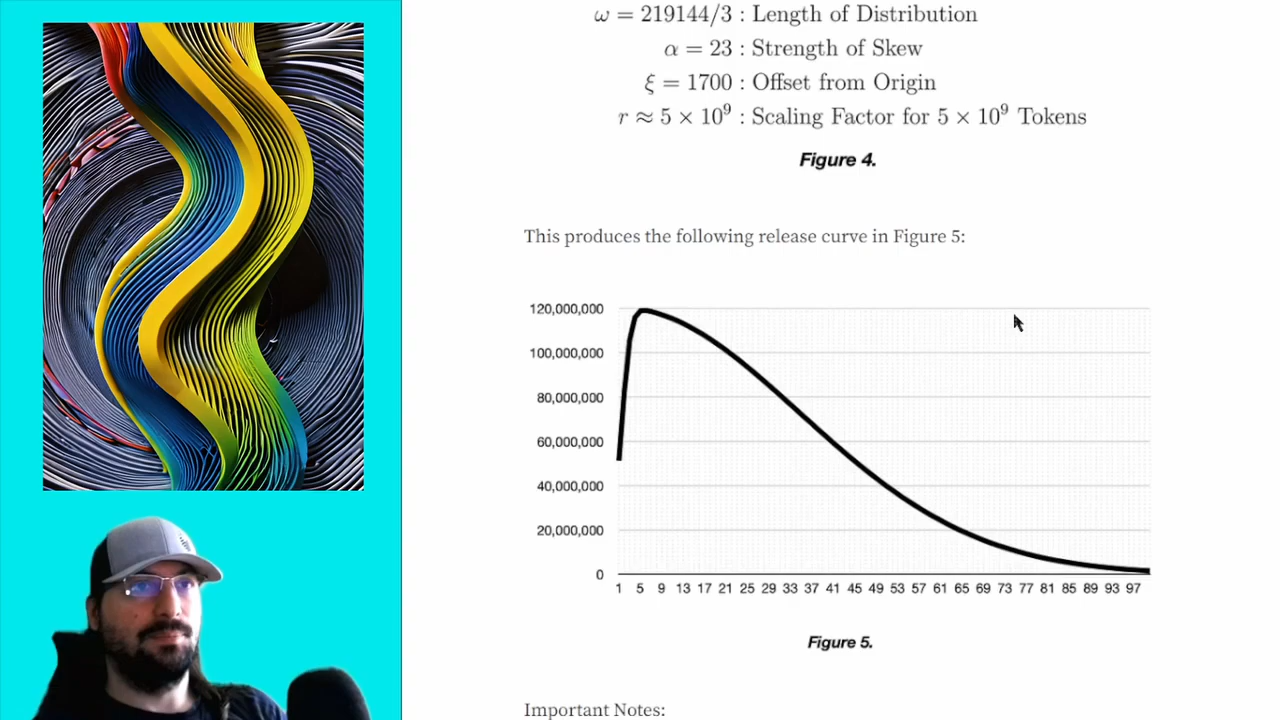 ω = 219144/3 : Length of Distribution
α = 23 : Strength of Skew
ξ = 1700 : Offset from Origin
r ≈ 5 × 10⁹ : Scaling Factor for 5 × 10⁹ Tokens
Figure 4.
This produces the following release curve in Figure 5:
120,000,000
100,000,000
80,000,000
60,000,000
40,000,000
20,000,000
0
1 5 9 13 17 21 25 29 33 37 41 45 49 53 57 61 65 69 73 77 81 85 89 93 97
Figure 5.
Important Notes: